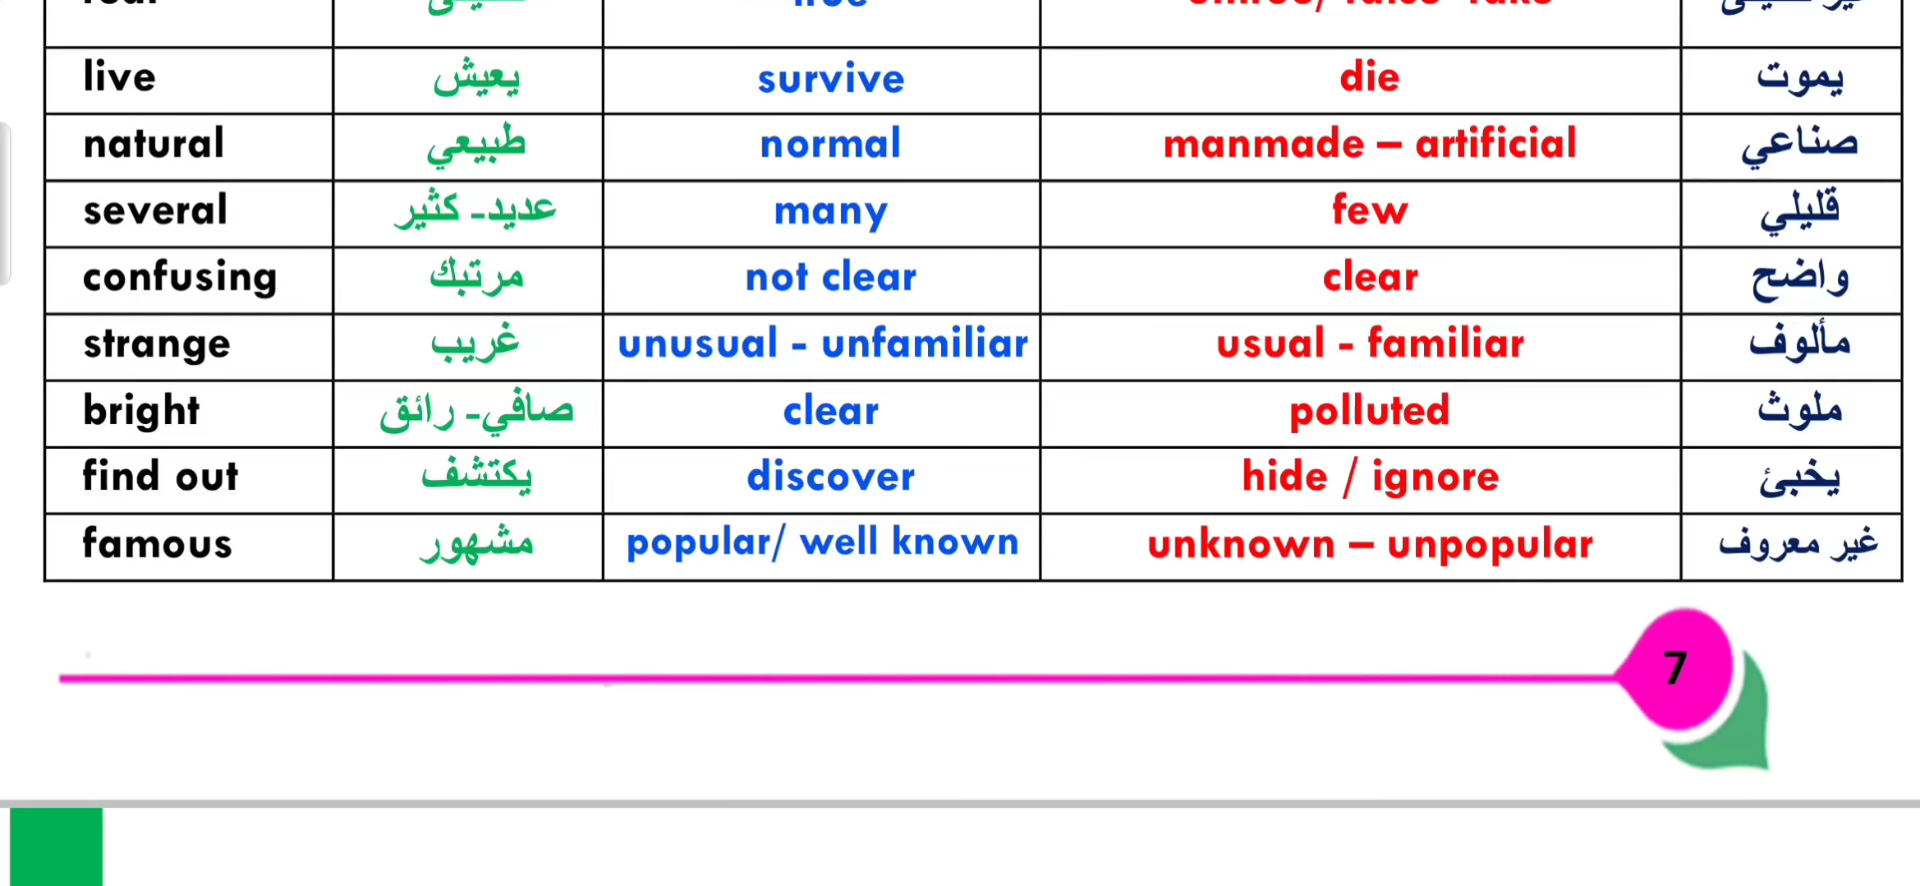 live يعيش survive die يموت
natural طبيعي normal manmade – artificial صناعي
several عديد- كثير many few قليلي
confusing مرتبك not clear clear واضح
strange غريب unusual - unfamiliar usual - familiar مألوف
bright صافي- رائق clear polluted ملوث
find out يكتشف discover hide / ignore يخبئ
famous مشهور popular/ well known unknown – unpopular غير معروف
7